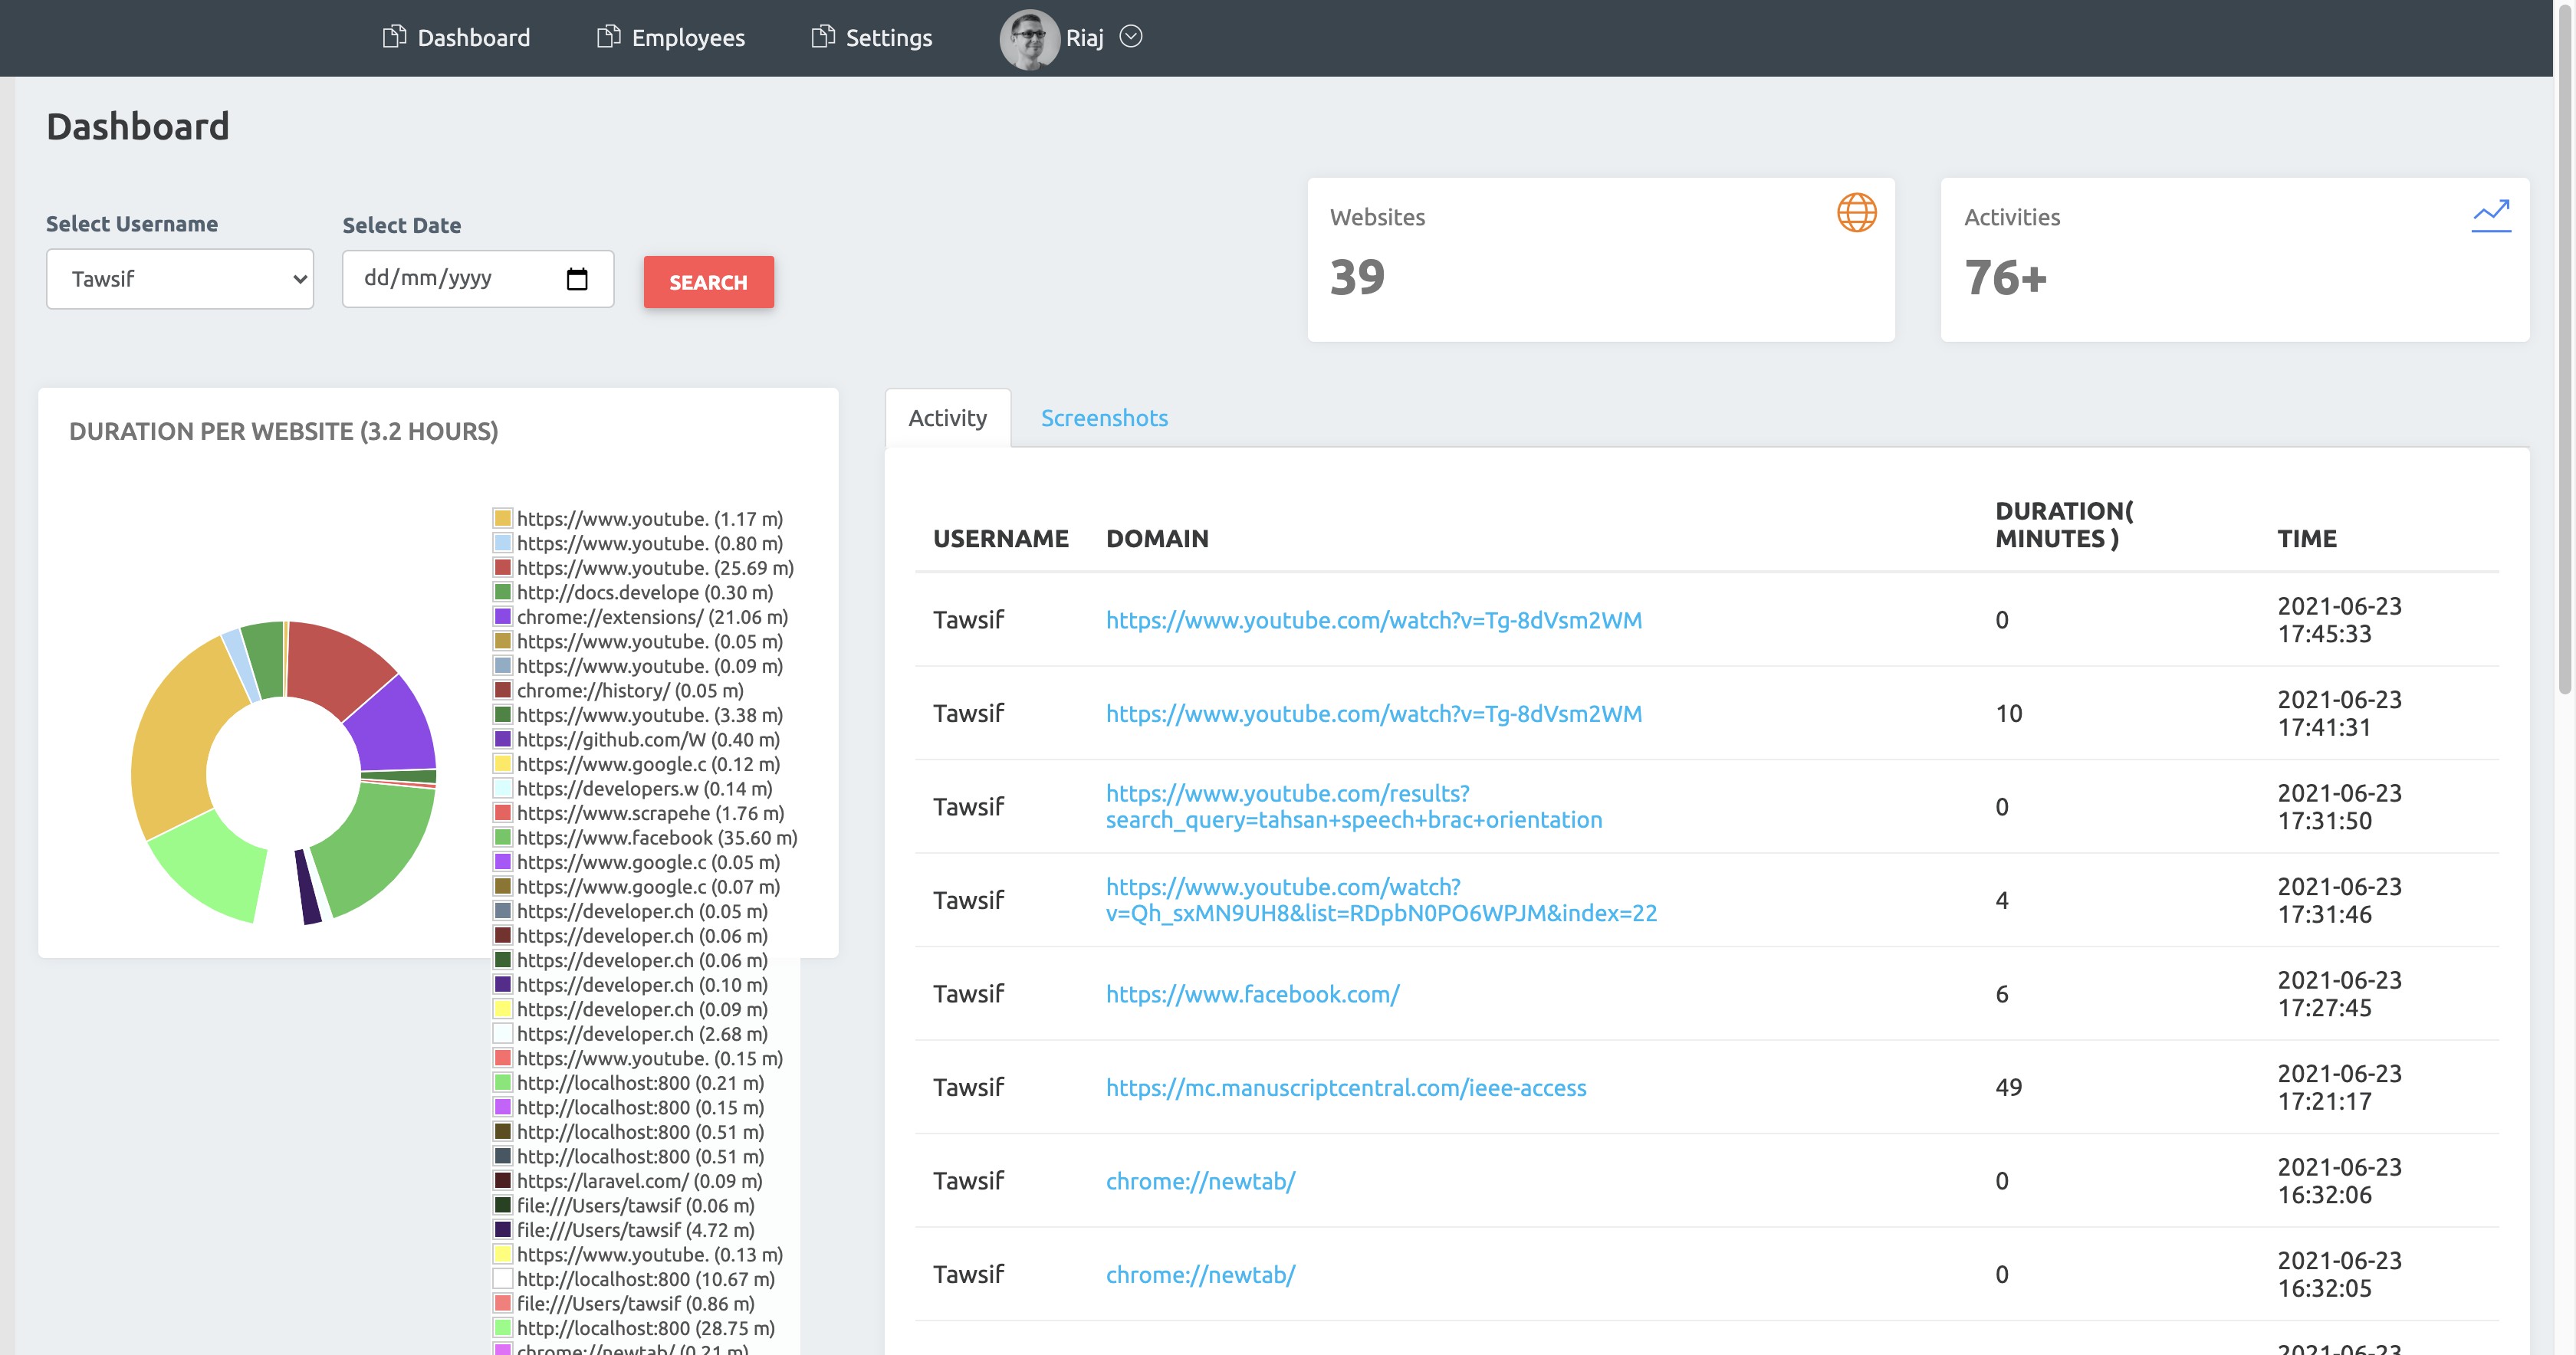 Dashboard
Employees
Settings
Riaj
Dashboard
Select Username
Select Date
Tawsif
dd/mm/yyyy
SEARCH
Websites
39
Activities
76+
DURATION PER WEBSITE (3.2 HOURS)
https://www.youtube. (1.17 m)
https://www.youtube. (0.80 m)
https://www.youtube. (25.69 m)
http://docs.develope (0.30 m)
chrome://extensions/ (21.06 m)
https://www.youtube. (0.05 m)
https://www.youtube. (0.09 m)
chrome://history/ (0.05 m)
https://www.youtube. (3.38 m)
https://github.com/W (0.40 m)
https://www.google.c (0.12 m)
https://developers.w (0.14 m)
https://www.scrapehe (1.76 m)
https://www.facebook (35.60 m)
https://www.google.c (0.05 m)
https://www.google.c (0.07 m)
https://developer.ch (0.05 m)
https://developer.ch (0.06 m)
https://developer.ch (0.06 m)
https://developer.ch (0.10 m)
https://developer.ch (0.09 m)
https://developer.ch (2.68 m)
https://www.youtube. (0.15 m)
http://localhost:800 (0.21 m)
http://localhost:800 (0.15 m)
http://localhost:800 (0.51 m)
http://localhost:800 (0.51 m)
https://laravel.com/ (0.09 m)
file:///Users/tawsif (0.06 m)
file:///Users/tawsif (4.72 m)
https://www.youtube. (0.13 m)
http://localhost:800 (10.67 m)
file:///Users/tawsif (0.86 m)
http://localhost:800 (28.75 m)
chrome://newtab/ (0.21 m)
Activity
Screenshots
USERNAME
DOMAIN
DURATION(
MINUTES )
TIME
Tawsif
https://www.youtube.com/watch?v=Tg-8dVsm2WM
0
2021-06-23
17:45:33
Tawsif
https://www.youtube.com/watch?v=Tg-8dVsm2WM
10
2021-06-23
17:41:31
Tawsif
https://www.youtube.com/results?
search_query=tahsan+speech+brac+orientation
0
2021-06-23
17:31:50
Tawsif
https://www.youtube.com/watch?
v=Qh_sxMN9UH8&list=RDpbN0PO6WPJM&index=22
4
2021-06-23
17:31:46
Tawsif
https://www.facebook.com/
6
2021-06-23
17:27:45
Tawsif
https://mc.manuscriptcentral.com/ieee-access
49
2021-06-23
17:21:17
Tawsif
chrome://newtab/
0
2021-06-23
16:32:06
Tawsif
chrome://newtab/
0
2021-06-23
16:32:05
2021-06-23